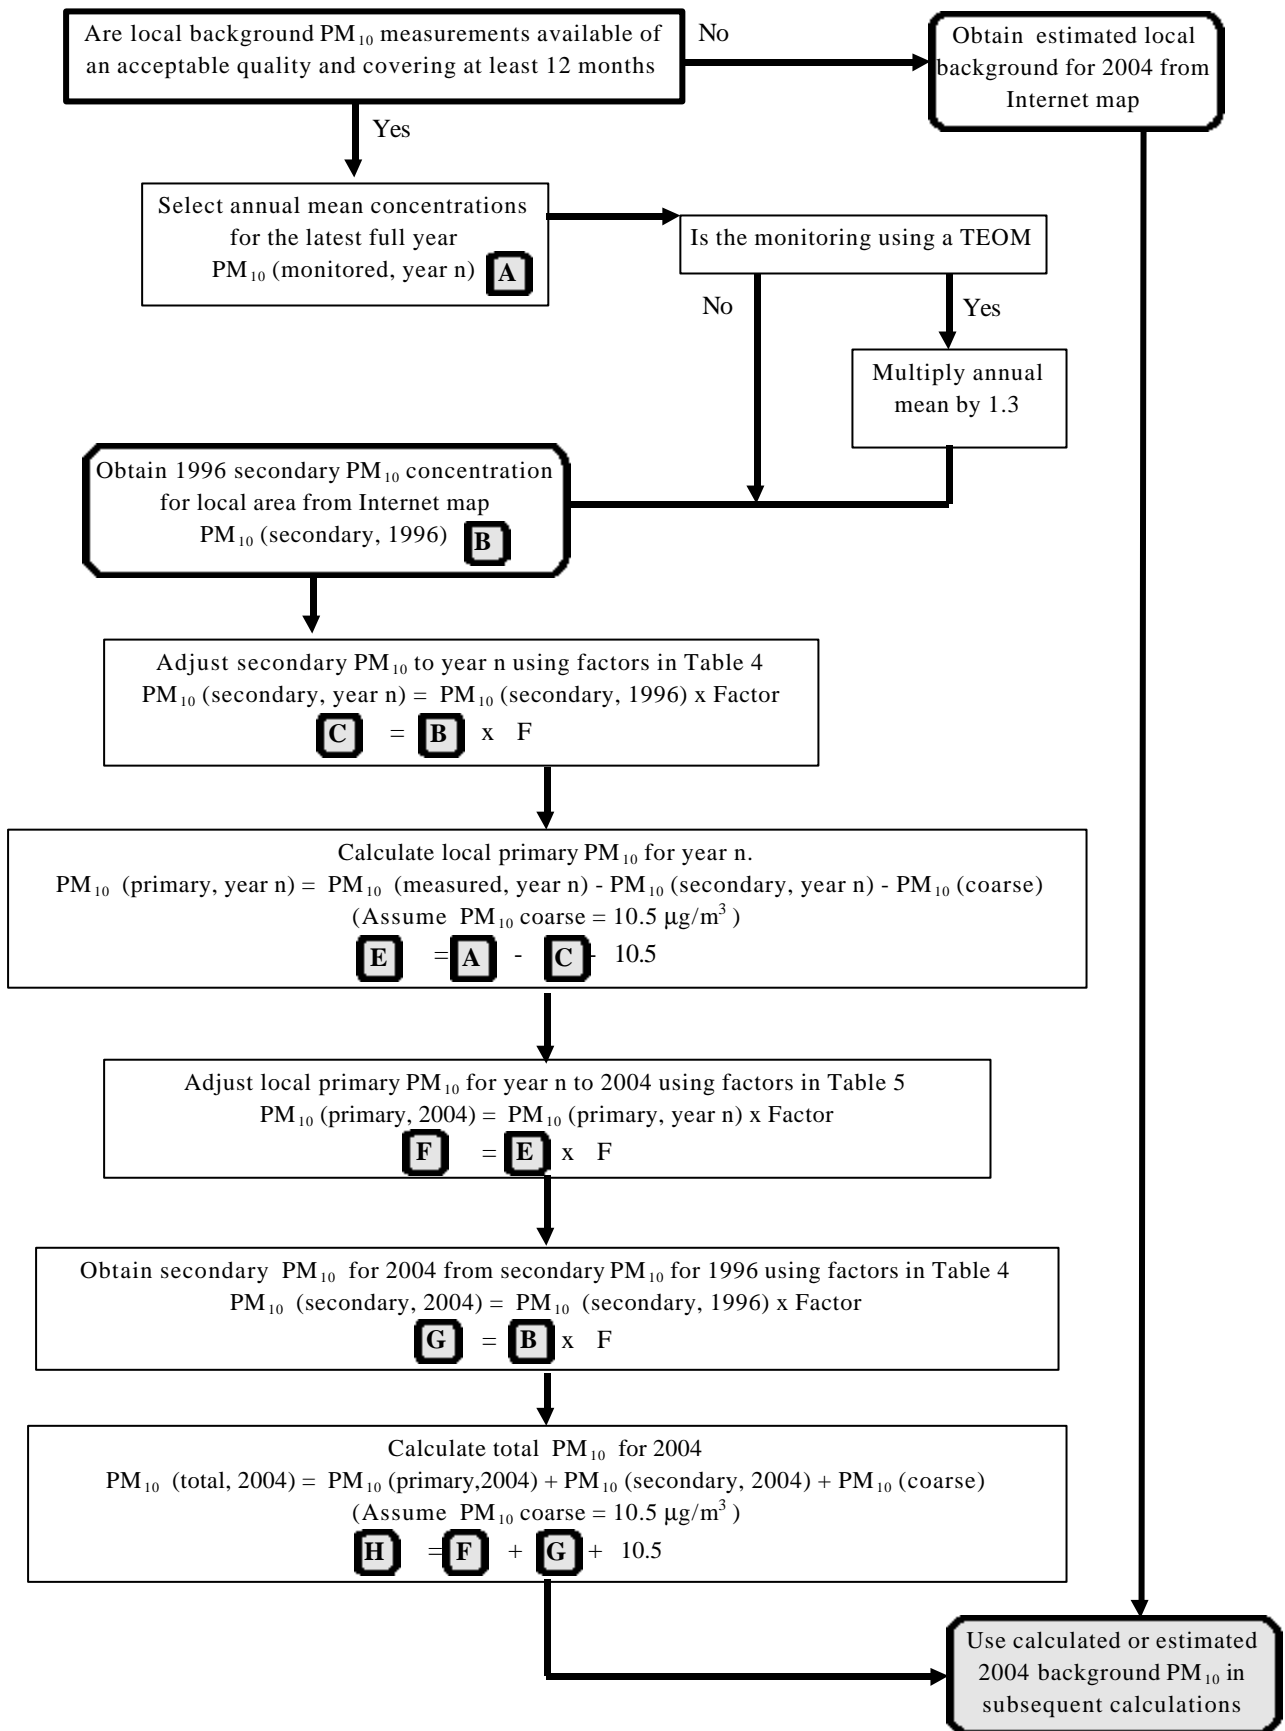 Are local background PM10 measurements available of
an acceptable quality and covering at least 12 months
No
Obtain estimated local
background for 2004 from
Internet map
Yes
Select annual mean concentrations
for the latest full year
PM10 (monitored, year n) A
Is the monitoring using a TEOM
No
Yes
Multiply annual
mean by 1.3
Obtain 1996 secondary PM10 concentration
for local area from Internet map
PM10 (secondary, 1996) B
Adjust secondary PM10 to year n using factors in Table 4
PM10 (secondary, year n) = PM10 (secondary, 1996) x Factor
C = B x F
Calculate local primary PM10 for year n.
PM10 (primary, year n) = PM10 (measured, year n) - PM10 (secondary, year n) - PM10 (coarse)
(Assume PM10 coarse = 10.5 μg/m3 )
E = A - C - 10.5
Adjust local primary PM10 for year n to 2004 using factors in Table 5
PM10 (primary, 2004) = PM10 (primary, year n) x Factor
F = E x F
Obtain secondary PM10 for 2004 from secondary PM10 for 1996 using factors in Table 4
PM10 (secondary, 2004) = PM10 (secondary, 1996) x Factor
G = B x F
Calculate total PM10 for 2004
PM10 (total, 2004) = PM10 (primary,2004) + PM10 (secondary, 2004) + PM10 (coarse)
(Assume PM10 coarse = 10.5 μg/m3 )
H = F + G + 10.5
Use calculated or estimated
2004 background PM10 in
subsequent calculations